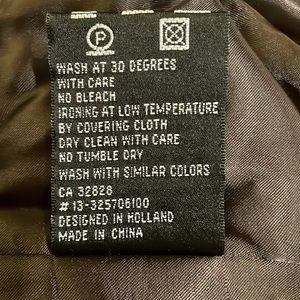 P
WASH AT 30 DEGREES
WITH CARE
NO BLEACH
IRONING AT LOW TEMPERATURE
BY COVERING CLOTH
DRY CLEAN WITH CARE
NO TUMBLE DRY
WASH WITH SIMILAR COLORS
CA 32828
# 13-325706100
DESIGNED IN HOLLAND
MADE IN CHINA